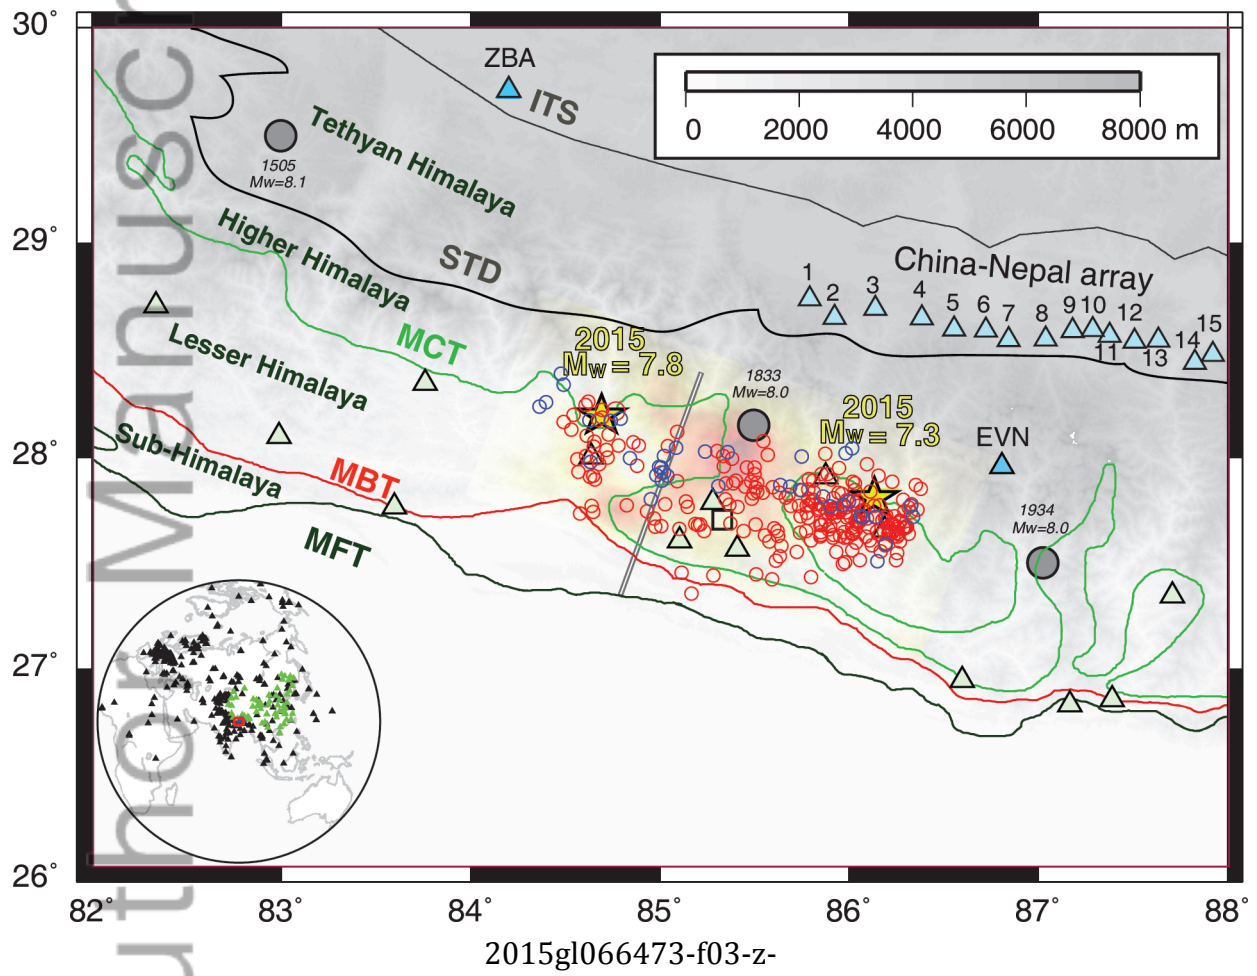 30°
29°
28°
27°
26°
82°
83°
84°
85°
86°
87°
88°
ZBA
ITS
0 2000 4000 6000 8000 m
1505
Mw=8.1
Tethyan Himalaya
Higher Himalaya
STD
China-Nepal array
1 2 3 4 5 6 7 8 9 10 11 12 13 14 15
Lesser Himalaya
MCT
2015
Mw = 7.8
1833
Mw=8.0
2015
Mw = 7.3
EVN
Sub-Himalaya
MBT
1934
Mw=8.0
MFT
thor Manusc
2015gl066473-f03-z-